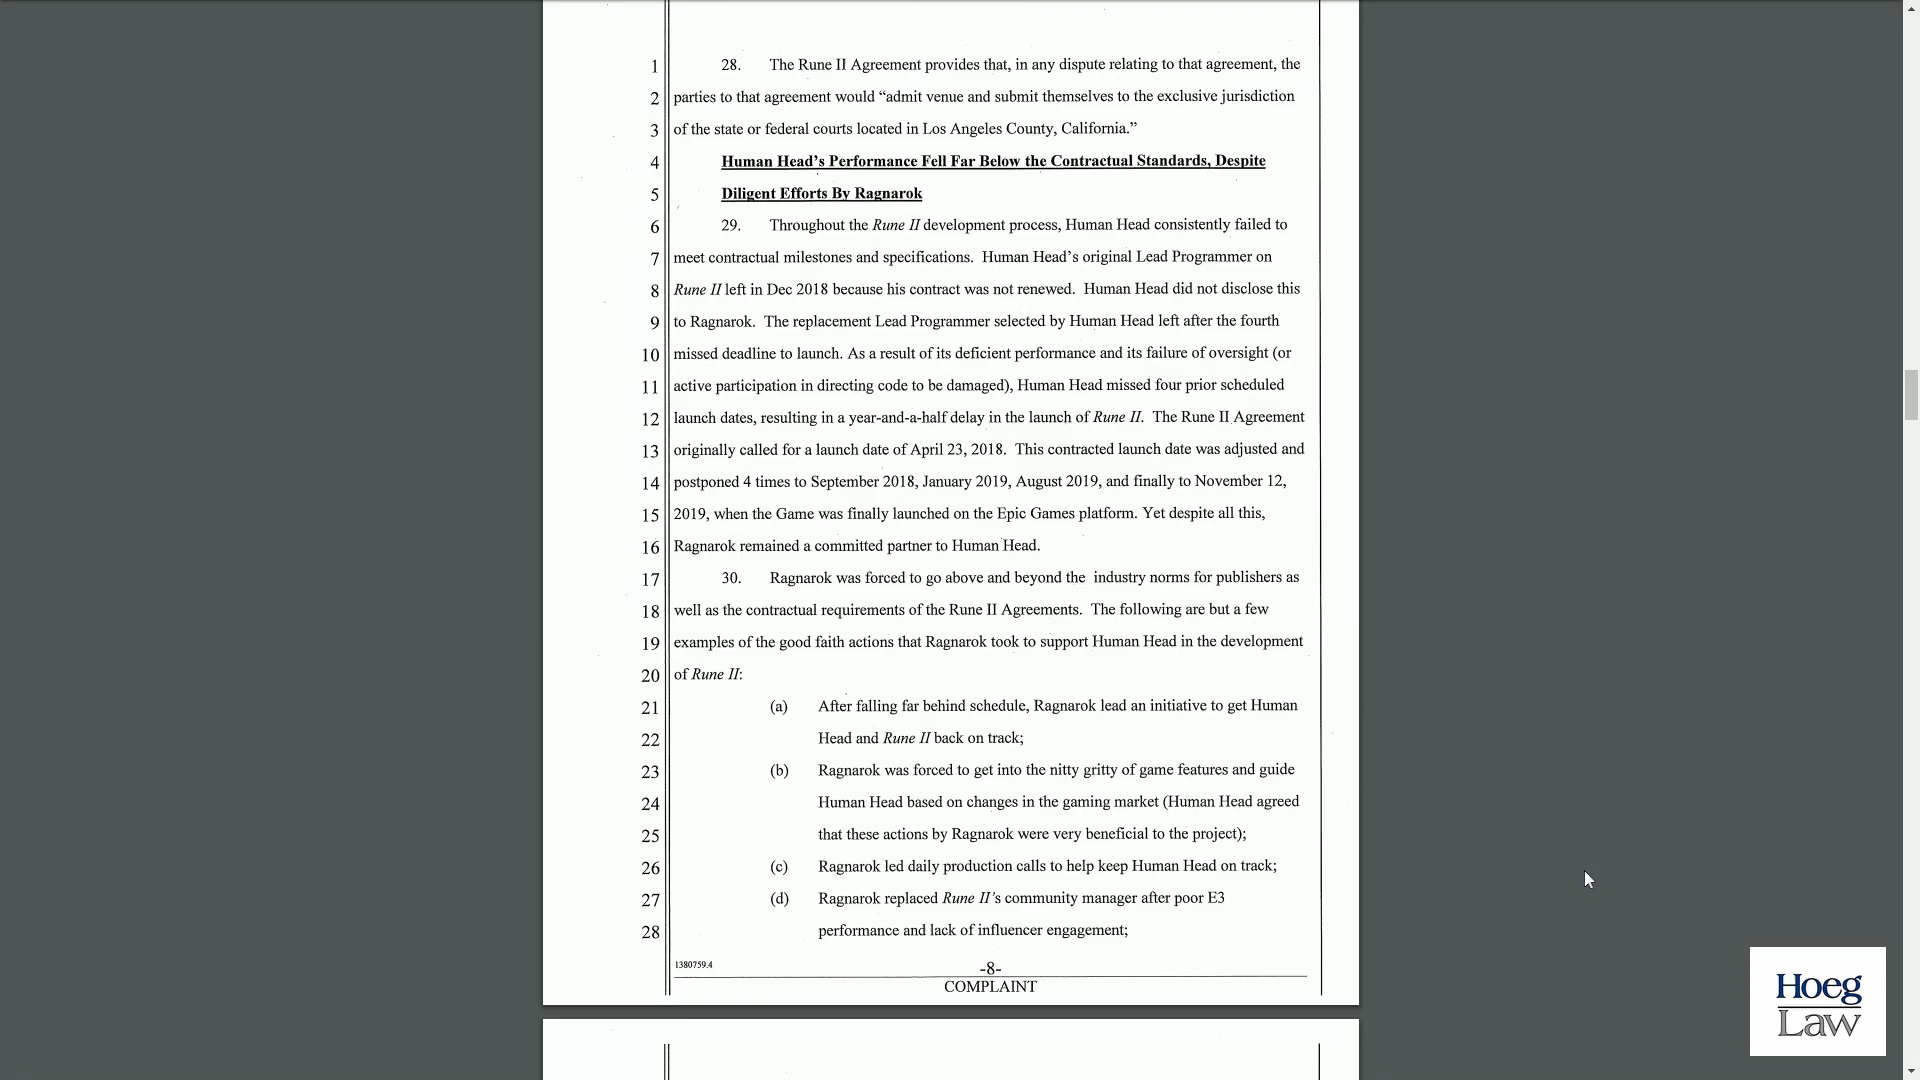 1 28. The Rune II Agreement provides that, in any dispute relating to that agreement, the
2 parties to that agreement would “admit venue and submit themselves to the exclusive jurisdiction
3 of the state or federal courts located in Los Angeles County, California.”
4 Human Head’s Performance Fell Far Below the Contractual Standards, Despite
5 Diligent Efforts By Ragnarok
6 29. Throughout the Rune II development process, Human Head consistently failed to
7 meet contractual milestones and specifications. Human Head’s original Lead Programmer on
8 Rune II left in Dec 2018 because his contract was not renewed. Human Head did not disclose this
9 to Ragnarok. The replacement Lead Programmer selected by Human Head left after the fourth
10 missed deadline to launch. As a result of its deficient performance and its failure of oversight (or
11 active participation in directing code to be damaged), Human Head missed four prior scheduled
12 launch dates, resulting in a year-and-a-half delay in the launch of Rune II. The Rune II Agreement
13 originally called for a launch date of April 23, 2018. This contracted launch date was adjusted and
14 postponed 4 times to September 2018, January 2019, August 2019, and finally to November 12,
15 2019, when the Game was finally launched on the Epic Games platform. Yet despite all this,
16 Ragnarok remained a committed partner to Human Head.
17 30. Ragnarok was forced to go above and beyond the industry norms for publishers as
18 well as the contractual requirements of the Rune II Agreements. The following are but a few
19 examples of the good faith actions that Ragnarok took to support Human Head in the development
20 of Rune II:
21 (a) After falling far behind schedule, Ragnarok lead an initiative to get Human
22 Head and Rune II back on track;
23 (b) Ragnarok was forced to get into the nitty gritty of game features and guide
24 Human Head based on changes in the gaming market (Human Head agreed
25 that these actions by Ragnarok were very beneficial to the project);
26 (c) Ragnarok led daily production calls to help keep Human Head on track;
27 (d) Ragnarok replaced Rune II’s community manager after poor E3
28 performance and lack of influencer engagement;
1380759.4
-8-
COMPLAINT
Hoeg
Law